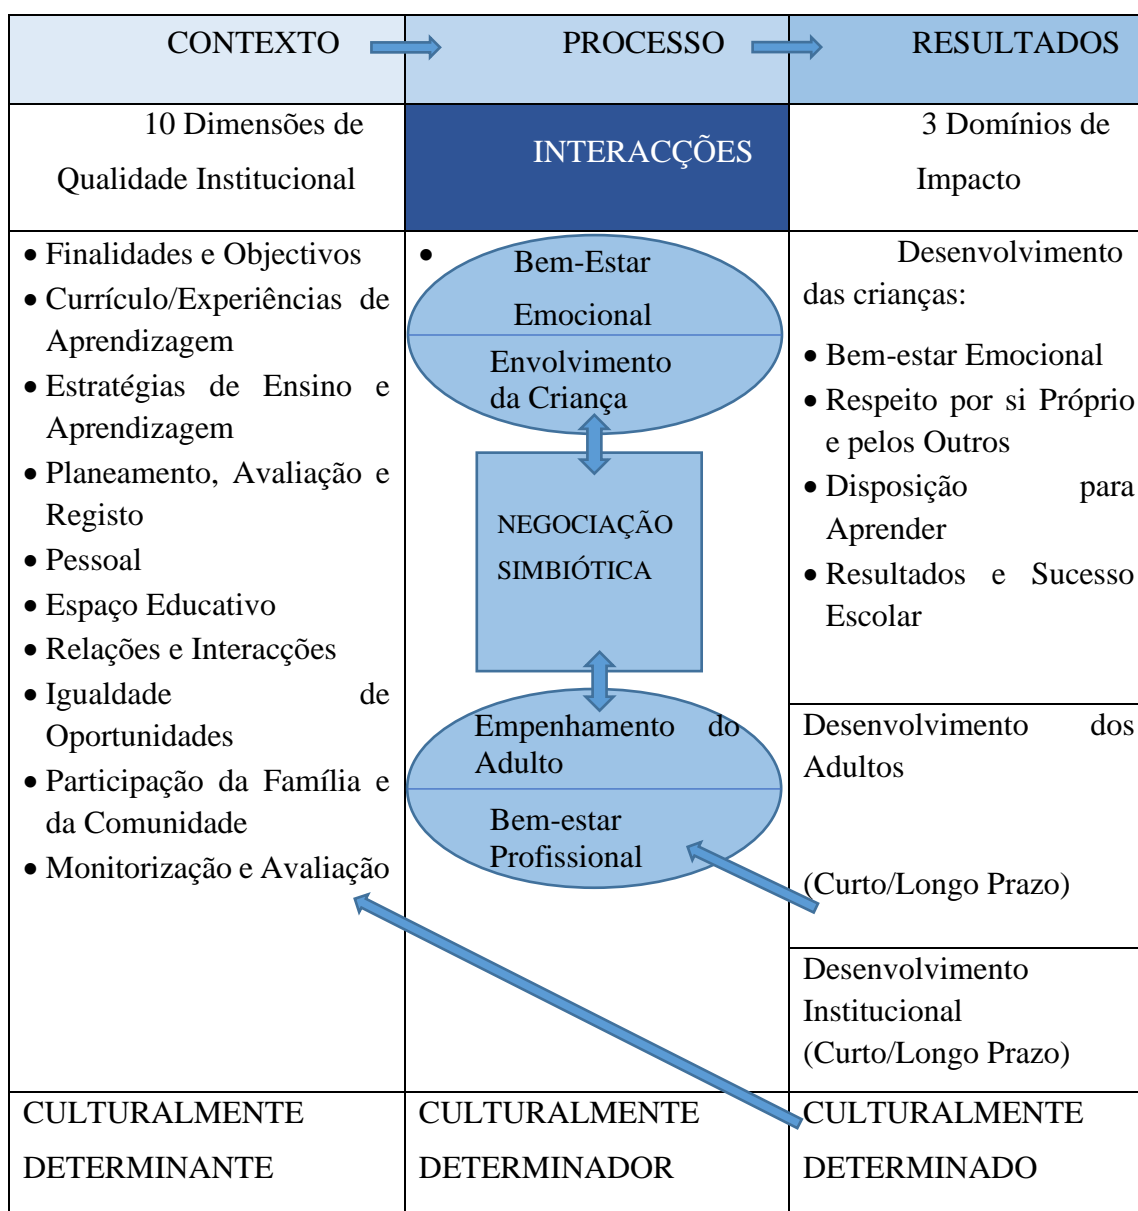 CONTEXTO
PROCESSO
RESULTADOS
10 Dimensões de
Qualidade Institucional
INTERACÇÕES
3 Domínios de
Impacto
• Finalidades e Objectivos
• Currículo/Experiências de
Aprendizagem
• Estratégias de Ensino e
Aprendizagem
• Planeamento, Avaliação e
Registo
• Pessoal
• Espaço Educativo
• Relações e Interacções
• Igualdade de
Oportunidades
• Participação da Família e
da Comunidade
• Monitorização e Avaliação
•
Bem-Estar
Emocional
Envolvimento
da Criança
NEGOCIAÇÃO
SIMBIÓTICA
Empenhamento do
Adulto
Bem-estar
Profissional
Desenvolvimento
das crianças:
• Bem-estar Emocional
• Respeito por si Próprio
e pelos Outros
• Disposição para
Aprender
• Resultados e Sucesso
Escolar
Desenvolvimento dos
Adultos
(Curto/Longo Prazo)
Desenvolvimento
Institucional
(Curto/Longo Prazo)
CULTURALMENTE
DETERMINANTE
CULTURALMENTE
DETERMINADOR
CULTURALMENTE
DETERMINADO